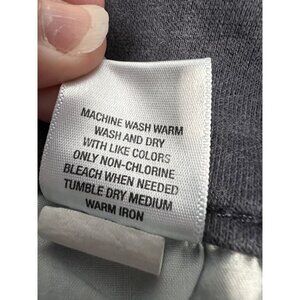 MACHINE WASH WARM
WASH AND DRY
WITH LIKE COLORS
ONLY NON-CHLORINE
BLEACH WHEN NEEDED
TUMBLE DRY MEDIUM
WARM IRON